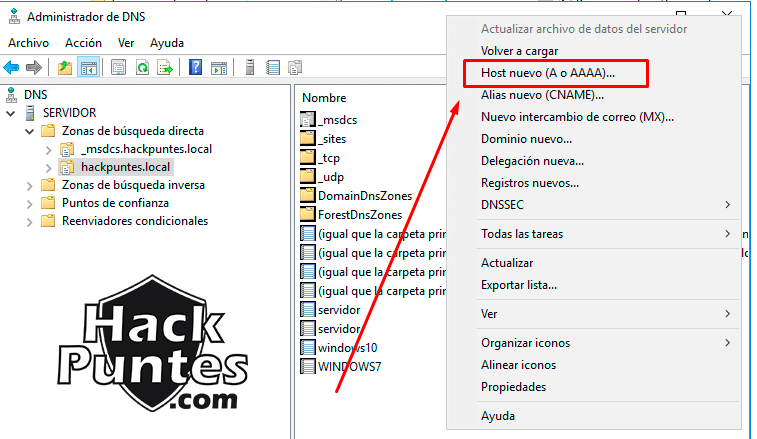 Administrador de DNS
Archivo Acción Ver Ayuda
DNS
SERVIDOR
Zonas de búsqueda directa
_msdcs.hackpuntes.local
hackpuntes.local
Zonas de búsqueda inversa
Puntos de confianza
Reenviadores condicionales
Hack
Puntes
.com
Nombre
_msdcs
_sites
_tcp
_udp
DomainDnsZones
ForestDnsZones
(igual que la carpeta prin
(igual que la carpeta prin
(igual que la carpeta prin
(igual que la carpeta prin
servidor
servidor
windows10
WINDOWS7
Actualizar archivo de datos del servidor
Volver a cargar
Host nuevo (A o AAAA)...
Alias nuevo (CNAME)...
Nuevo intercambio de correo (MX)...
Dominio nuevo...
Delegación nueva...
Registros nuevos...
DNSSEC
Todas las tareas
Actualizar
Exportar lista...
Ver
Organizar iconos
Alinear iconos
Propiedades
Ayuda